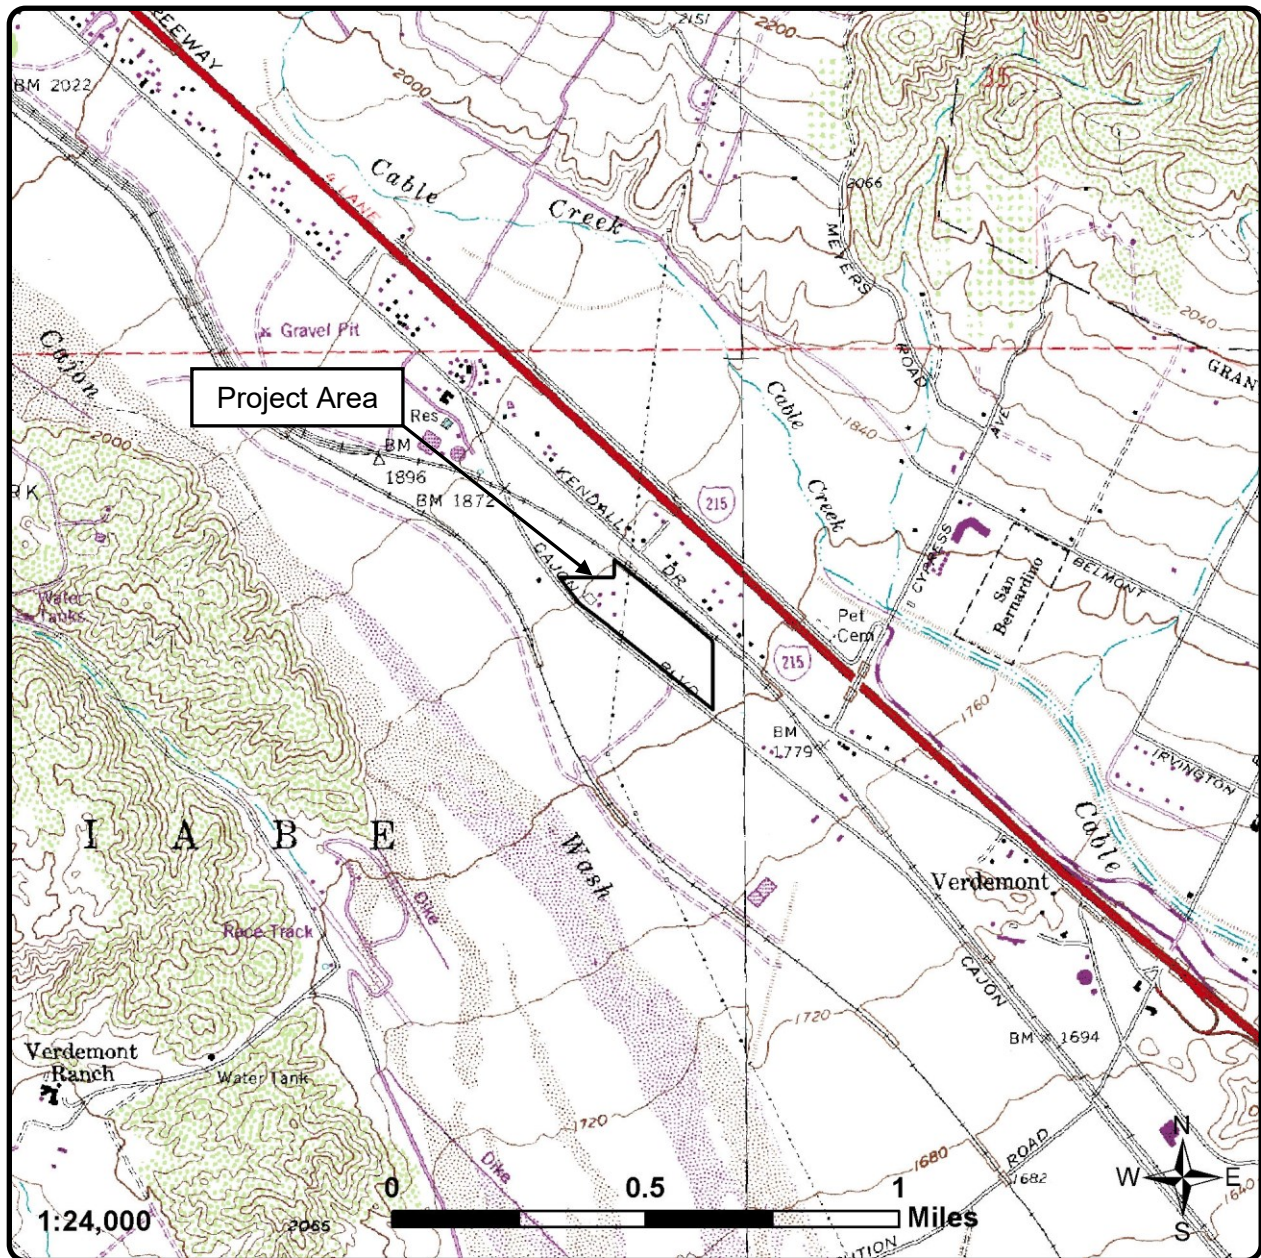 2151
2200
REEWAY
BM 2022
2000
35
Cable
4 LANE
Creek
2066
MEYERS
ROAD
2040
Gravel Pit
Cajon
GRAN
Project Area
Cable
AVE
Res
1840
2000
BM
1896
RK
BM 1872
KENDALL
DR
215
Creek
CAJON
BLVD
CYPRESS
BELMONT
San
Bernardino
Water
Tanks
Pet
Cem
215
1760
BM
1779
IRVINGTON
I A B E
Wash
Cable
Verdemont
Dike
Race Track
CAJON
1720
BM 1694
Verdemont
Ranch
Water Tank
1720
ROAD
1680
1682
Dike
N
W E
S
1640
0 0.5 1
Miles
1:24,000
2065
UTION